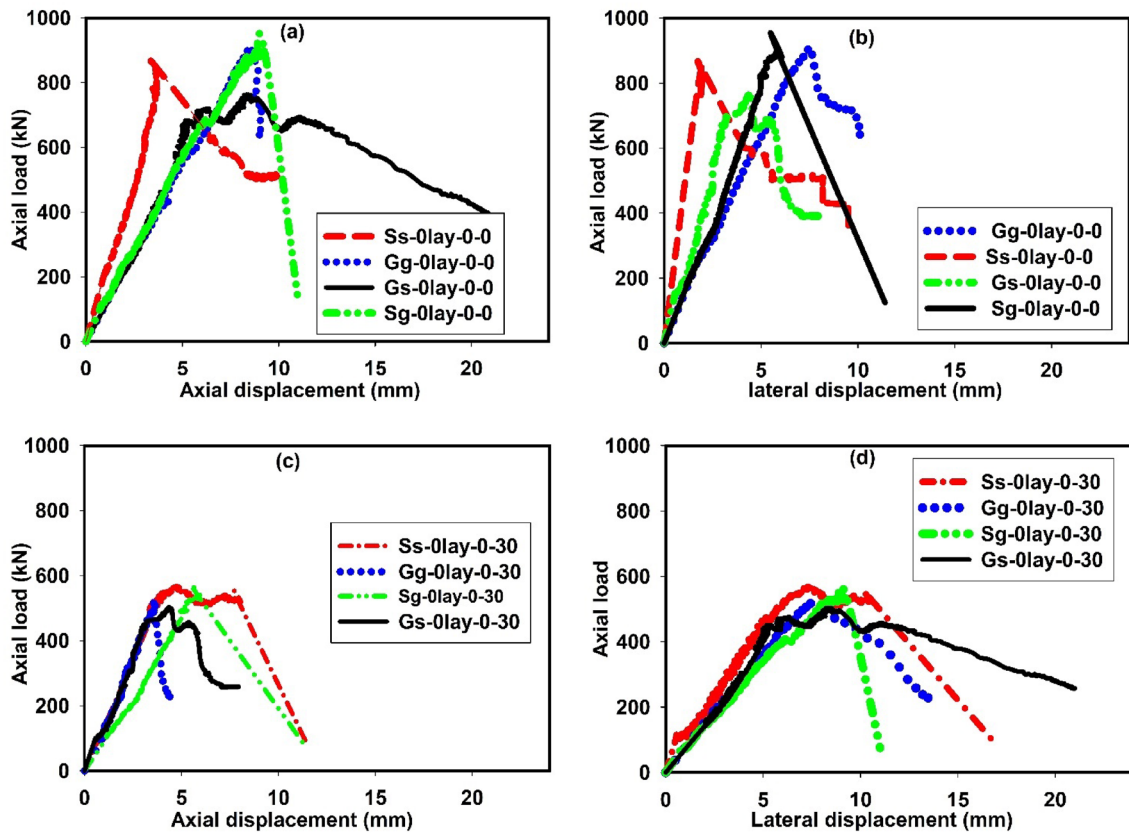 (a)
Axial load (kN)
1000
800
600
400
200
0
0
5
10
15
20
Axial displacement (mm)
Ss-0lay-0-0
Gg-0lay-0-0
Gs-0lay-0-0
Sg-0lay-0-0
(b)
Axial load (kN)
1000
800
600
400
200
0
0
5
10
15
20
lateral displacement (mm)
Gg-0lay-0-0
Ss-0lay-0-0
Gs-0lay-0-0
Sg-0lay-0-0
(c)
Axial load (kN)
1000
800
600
400
200
0
0
5
10
15
20
Axial displacement (mm)
Ss-0lay-0-30
Gg-0lay-0-30
Sg-0lay-0-30
Gs-0lay-0-30
(d)
Axial load
1000
800
600
400
200
0
0
5
10
15
20
Lateral displacement (mm)
Ss-0lay-0-30
Gg-0lay-0-30
Sg-0lay-0-30
Gs-0lay-0-30